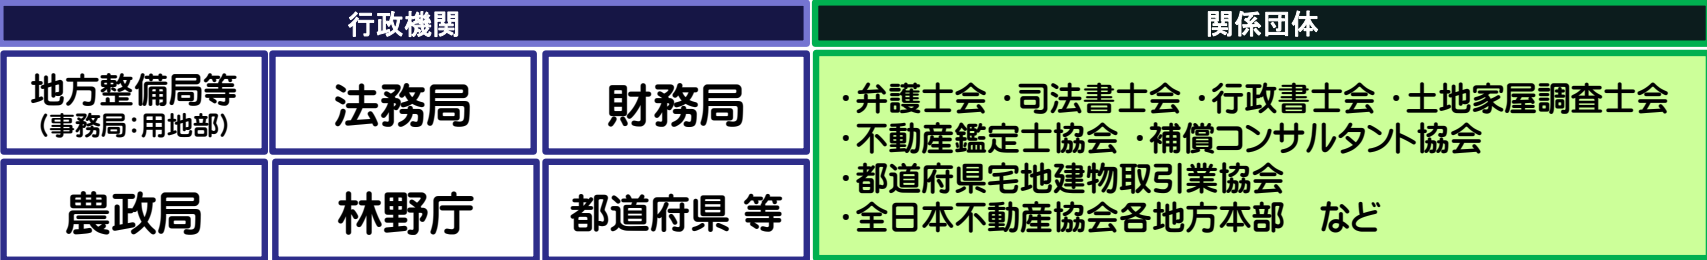 行政機関
関係団体
地方整備局等
（事務局：用地部）
法務局
財務局
農政局
林野庁
都道府県 等
・弁護士会 ・司法書士会 ・行政書士会 ・土地家屋調査士会
・不動産鑑定士協会 ・補償コンサルタント協会
・都道府県宅地建物取引業協会
・全日本不動産協会各地方本部　など